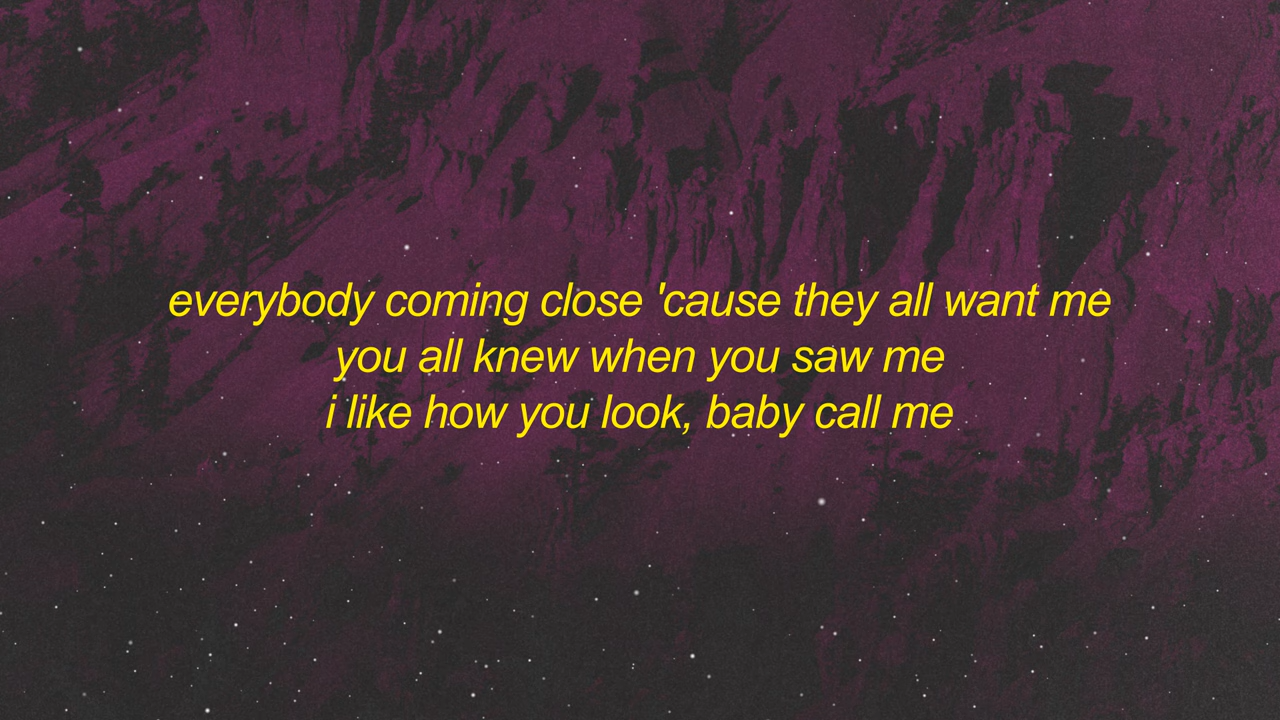 everybody coming close 'cause they all want me
you all knew when you saw me
i like how you look, baby call me